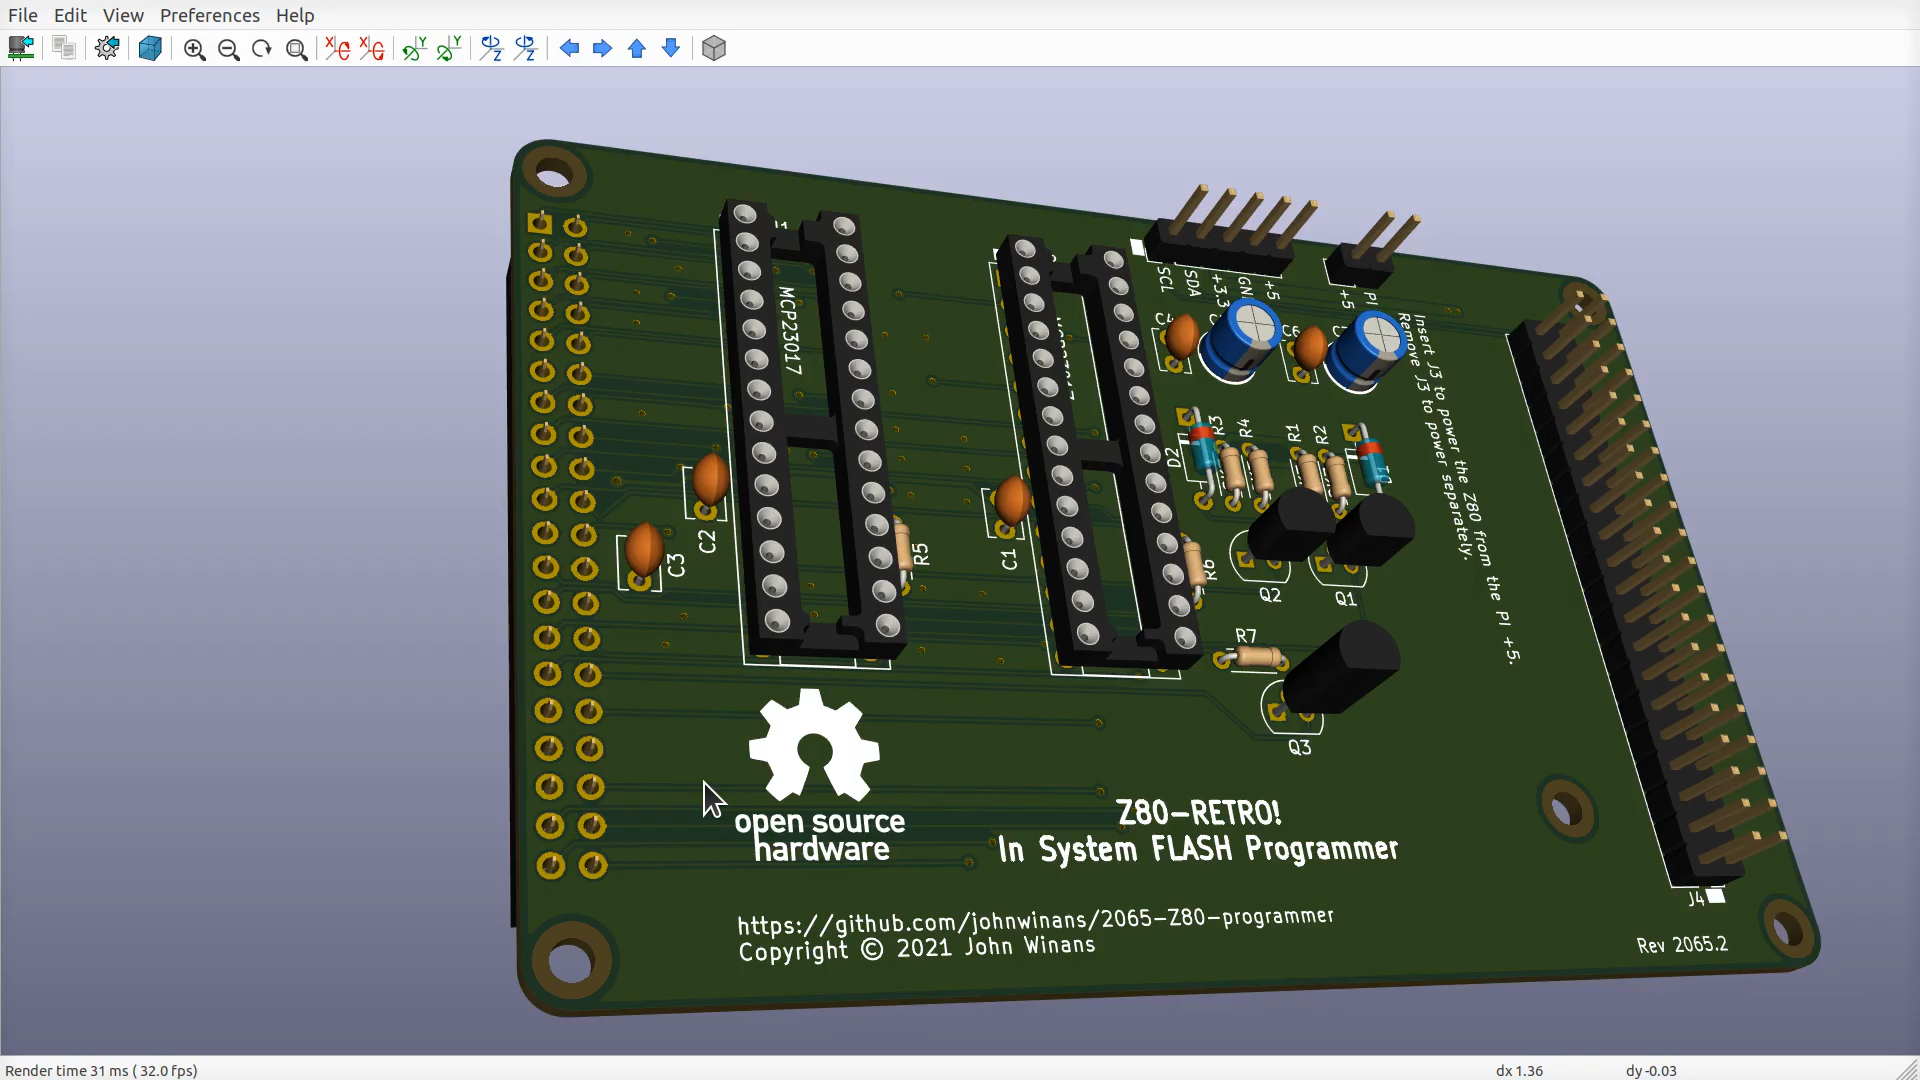 File Edit View Preferences Help
MCP23017
SCL
SDA
+3.3
+5
+5
PI
C4
C6
Insert J3 to power the Z80 from the PI +5.
Remove J3 to power separately.
D2
R3
R4
R1
R2
D1
C2
C3
R5
C1
R6
Q2
Q1
R7
Q3
open source
hardware
Z80-RETRO!
In System FLASH Programmer
https://github.com/johnwinans/2065-Z80-programmer
Copyright © 2021 John Winans
J4
Rev 2065.2
Render time 31 ms ( 32.0 fps)
dx 1.36
dy -0.03